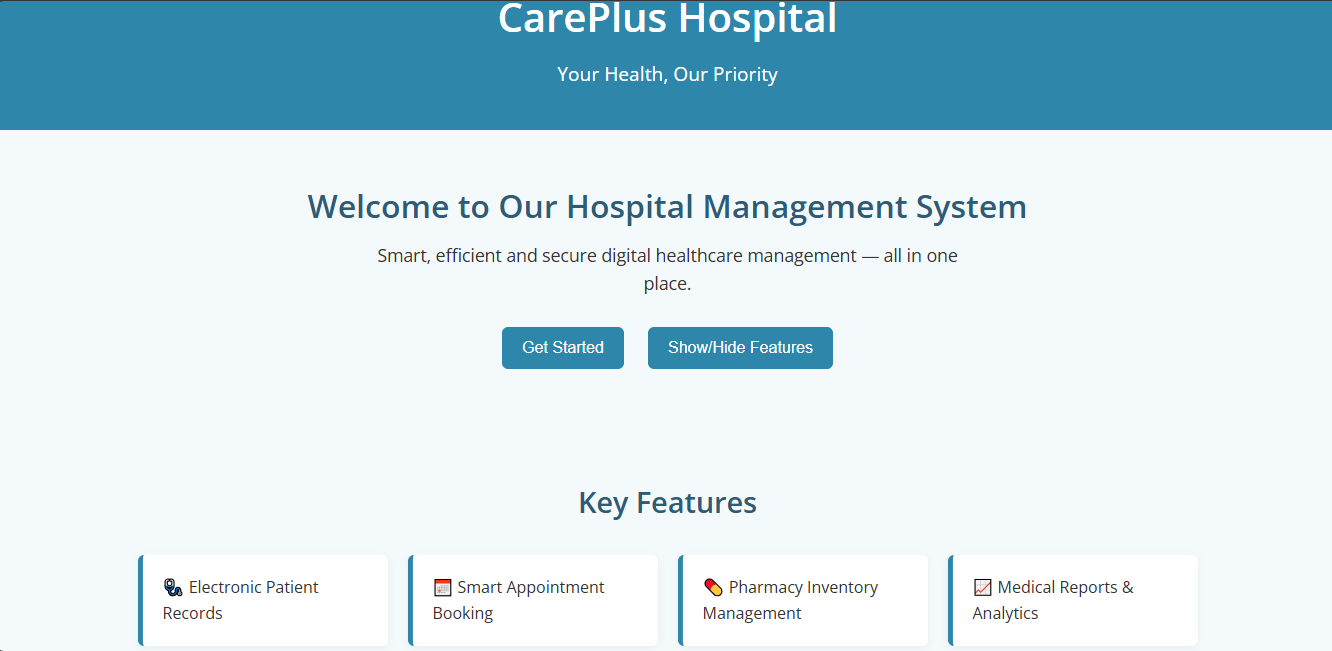 CarePlus Hospital
Your Health, Our Priority
Welcome to Our Hospital Management System
Smart, efficient and secure digital healthcare management — all in one
place.
Get Started
Show/Hide Features
Key Features
Electronic Patient
Records
Smart Appointment
Booking
Pharmacy Inventory
Management
Medical Reports &
Analytics